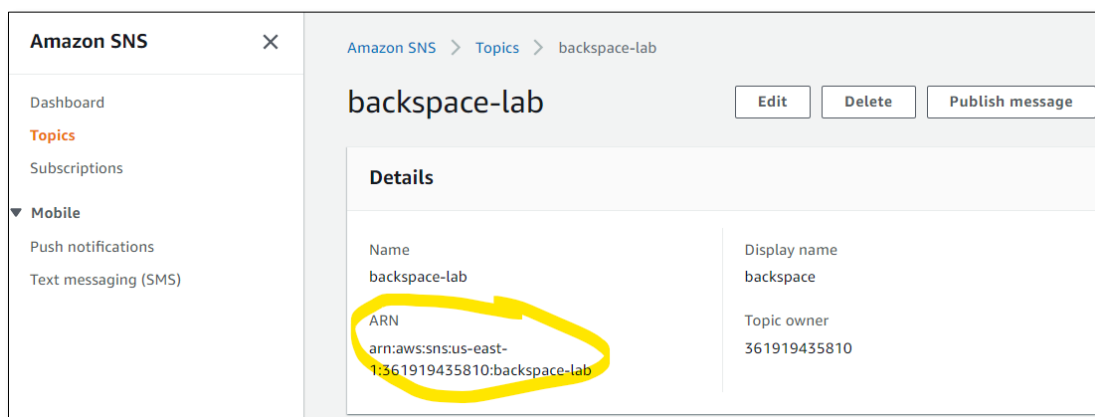 Amazon SNS
Dashboard
Topics
Subscriptions
Mobile
Push notifications
Text messaging (SMS)
Amazon SNS > Topics > backspace-lab
backspace-lab
Edit Delete Publish message
Details
Name
backspace-lab
ARN
arn:aws:sns:us-east-
1:361919435810:backspace-lab
Display name
backspace
Topic owner
361919435810